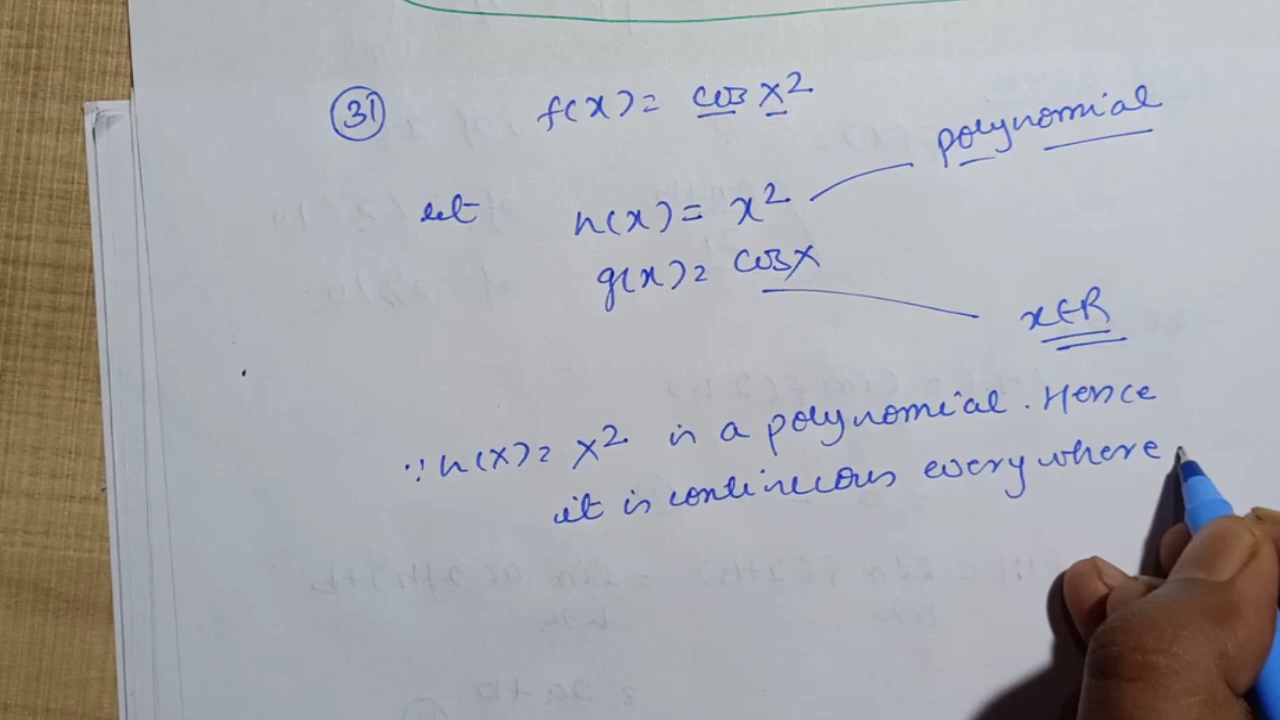 31 f(x) = cos x²
polynomial
let h(x) = x²
g(x) = cos x
x∈R
∵ h(x) = x² is a polynomial. Hence
it is continuous every where